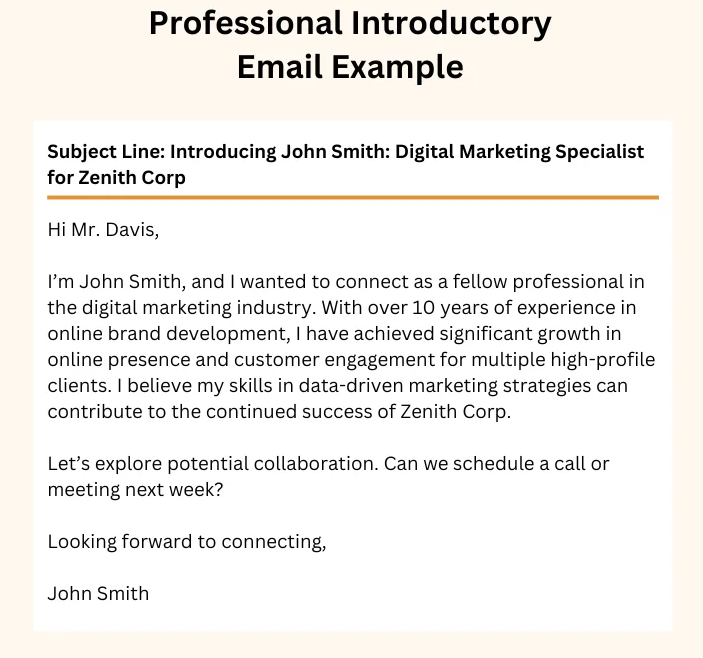 Professional Introductory
Email Example
Subject Line: Introducing John Smith: Digital Marketing Specialist
for Zenith Corp
Hi Mr. Davis,
I’m John Smith, and I wanted to connect as a fellow professional in
the digital marketing industry. With over 10 years of experience in
online brand development, I have achieved significant growth in
online presence and customer engagement for multiple high-profile
clients. I believe my skills in data-driven marketing strategies can
contribute to the continued success of Zenith Corp.
Let’s explore potential collaboration. Can we schedule a call or
meeting next week?
Looking forward to connecting,
John Smith